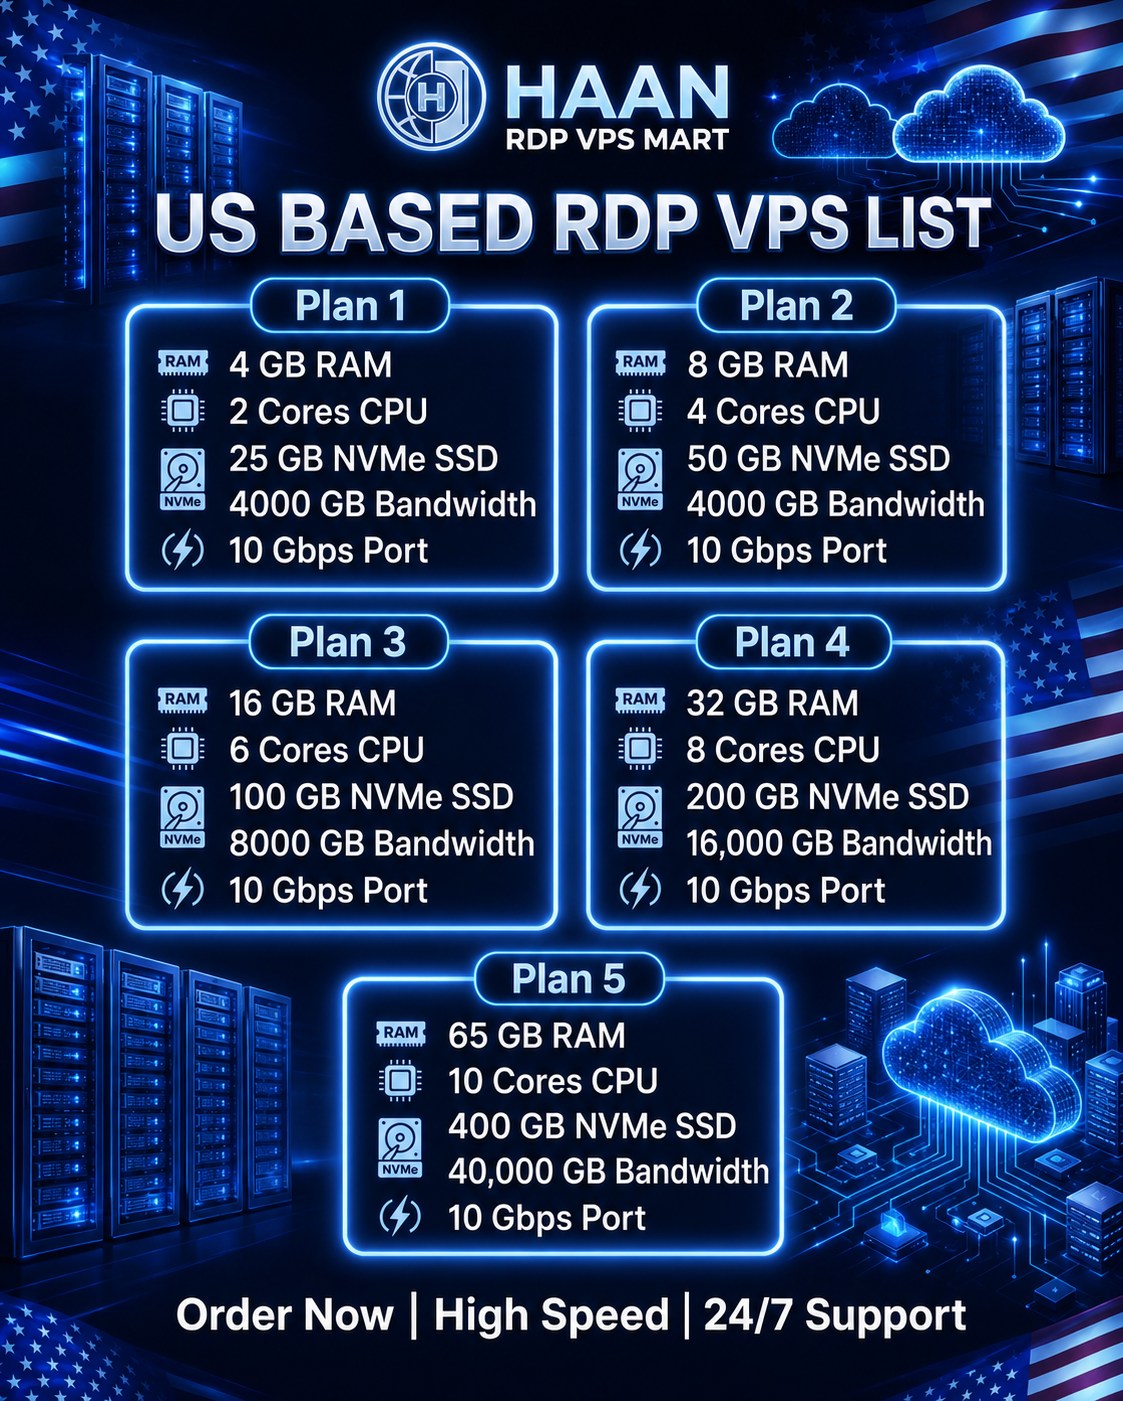 H
HAAN
RDP VPS MART
US BASED RDP VPS LIST
Plan 1
RAM 4 GB RAM
2 Cores CPU
25 GB NVMe SSD
NVMe 4000 GB Bandwidth
10 Gbps Port
Plan 2
RAM 8 GB RAM
4 Cores CPU
50 GB NVMe SSD
NVMe 4000 GB Bandwidth
10 Gbps Port
Plan 3
RAM 16 GB RAM
6 Cores CPU
100 GB NVMe SSD
NVMe 8000 GB Bandwidth
10 Gbps Port
Plan 4
RAM 32 GB RAM
8 Cores CPU
200 GB NVMe SSD
NVMe 16,000 GB Bandwidth
10 Gbps Port
Plan 5
RAM 65 GB RAM
10 Cores CPU
400 GB NVMe SSD
NVMe 40,000 GB Bandwidth
10 Gbps Port
Order Now | High Speed | 24/7 Support